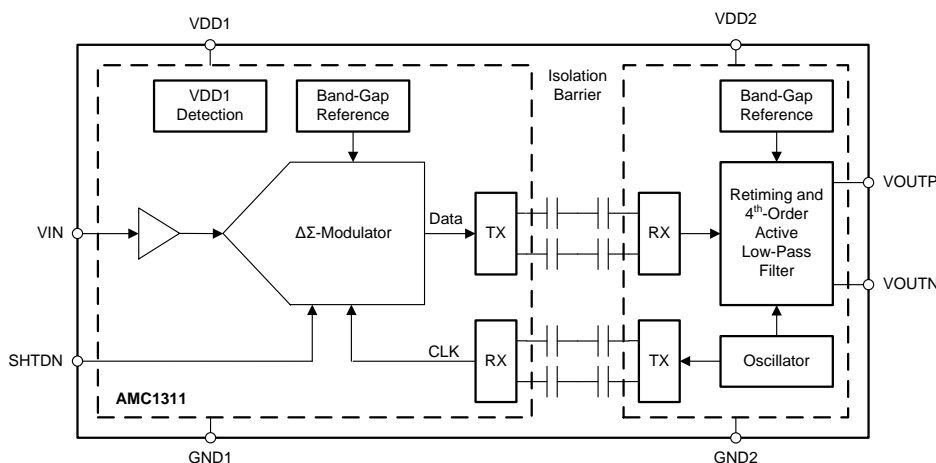 VDD1
VDD2
VDD1
Detection
Band-Gap
Reference
Isolation
Barrier
Band-Gap
Reference
VIN
ΔΣ-Modulator
Data
TX
RX
Retiming and
4th-Order
Active
Low-Pass
Filter
VOUTP
VOUTN
SHTDN
CLK
RX
TX
Oscillator
AMC1311
GND1
GND2